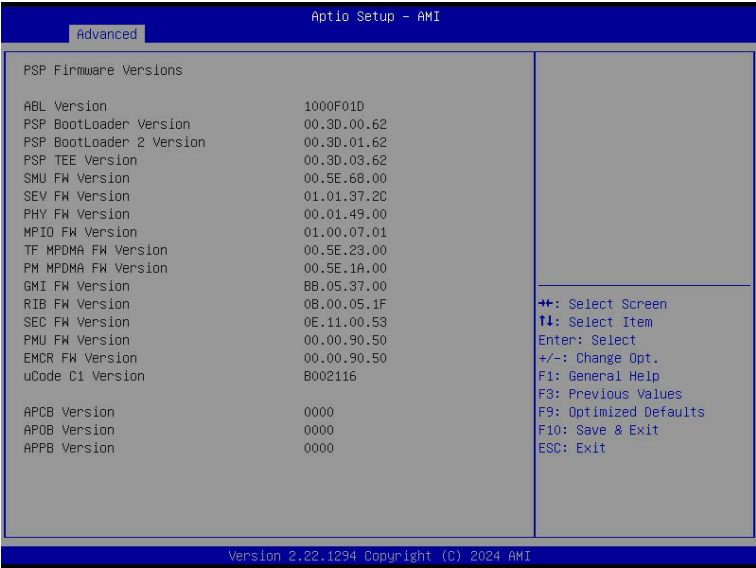 Aptio Setup – AMI
Advanced
PSP Firmware Versions
ABL Version 1000F01D
PSP BootLoader Version 00.3D.00.62
PSP BootLoader 2 Version 00.3D.01.62
PSP TEE Version 00.3D.03.62
SMU FW Version 00.5E.68.00
SEV FW Version 01.01.37.2C
PHY FW Version 00.01.49.00
MPIO FW Version 01.00.07.01
TF MPDMA FW Version 00.5E.23.00
PM MPDMA FW Version 00.5E.1A.00
GMI FW Version BB.05.37.00
RIB FW Version 0B.00.05.1F
SEC FW Version 0E.11.00.53
PMU FW Version 00.00.90.50
EMCR FW Version 00.00.90.50
uCode C1 Version B002116
APCB Version 0000
APOB Version 0000
APPB Version 0000
→←: Select Screen
↑↓: Select Item
Enter: Select
+/-: Change Opt.
F1: General Help
F3: Previous Values
F9: Optimized Defaults
F10: Save & Exit
ESC: Exit
Version 2.22.1294 Copyright (C) 2024 AMI